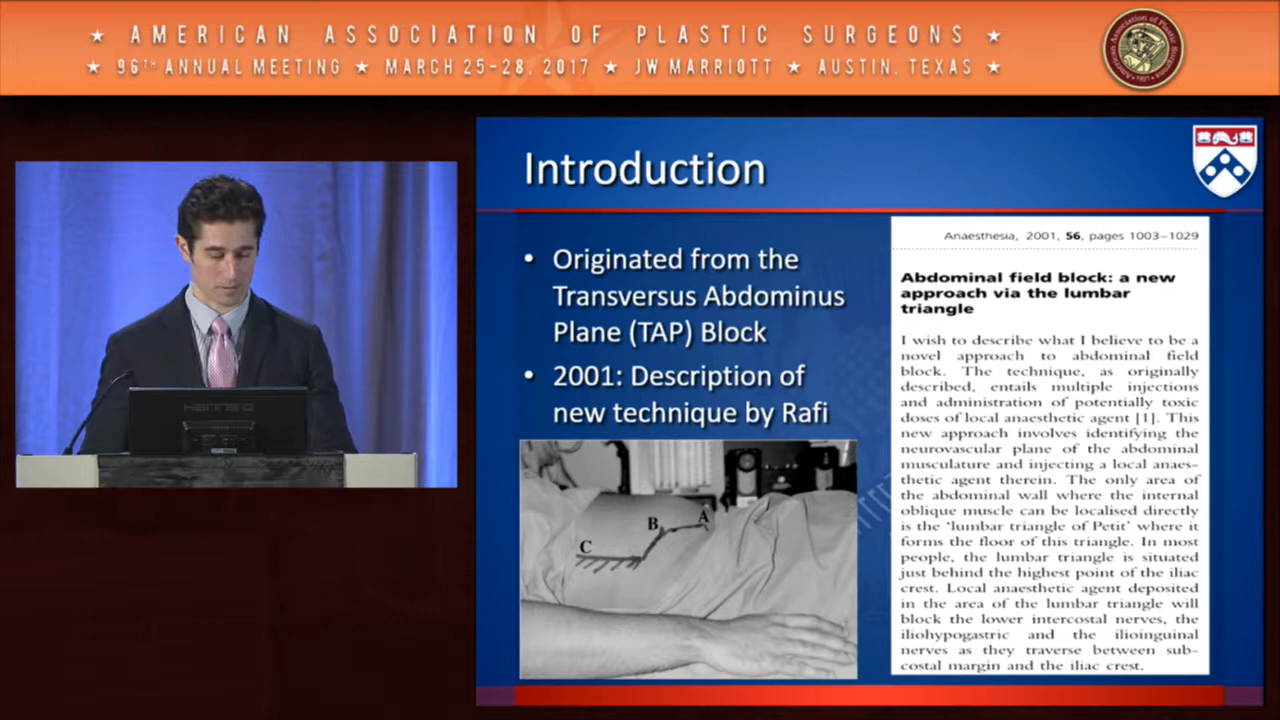 ★ AMERICAN ASSOCIATION OF PLASTIC SURGEONS ★
★ 96TH ANNUAL MEETING ★ MARCH 25-28, 2017 ★ JW MARRIOTT ★ AUSTIN, TEXAS ★
Introduction
• Originated from the
Transversus Abdominus
Plane (TAP) Block
• 2001: Description of
new technique by Rafi
A
B
C
Anaesthesia, 2001, 56, pages 1003–1029
Abdominal field block: a new
approach via the lumbar
triangle
I wish to describe what I believe to be a
novel approach to abdominal field
block. The technique, as originally
described, entails multiple injections
and administration of potentially toxic
doses of local anaesthetic agent [1]. This
new approach involves identifying the
neurovascular plane of the abdominal
musculature and injecting a local anaes-
thetic agent therein. The only area of
the abdominal wall where the internal
oblique muscle can be localised directly
is the ‘lumbar triangle of Petit’ where it
forms the floor of this triangle. In most
people, the lumbar triangle is situated
just behind the highest point of the iliac
crest. Local anaesthetic agent deposited
in the area of the lumbar triangle will
block the lower intercostal nerves, the
iliohypogastric and the ilioinguinal
nerves as they traverse between sub-
costal margin and the iliac crest.